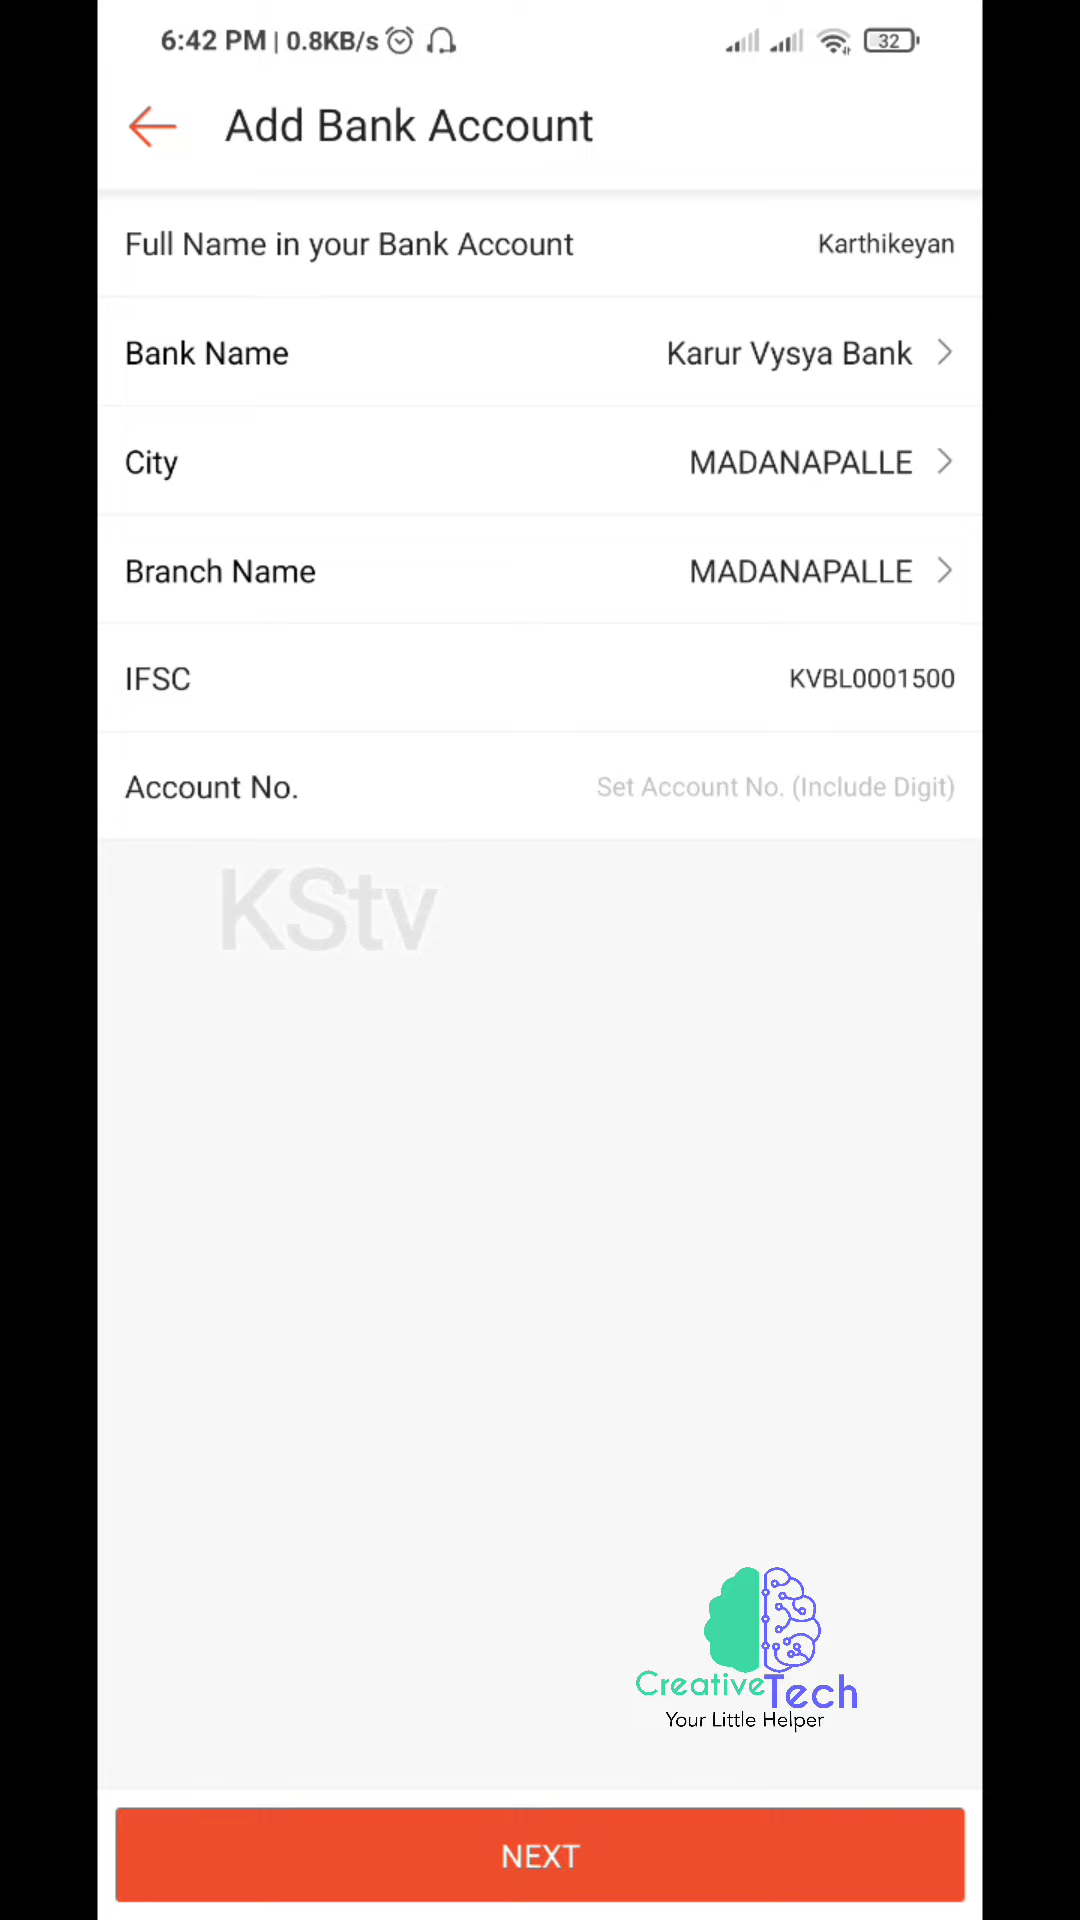 6:42 PM | 0.8KB/s 32
Add Bank Account
Full Name in your Bank Account Karthikeyan
Bank Name Karur Vysya Bank
City MADANAPALLE
Branch Name MADANAPALLE
IFSC KVBL0001500
Account No. Set Account No. (Include Digit)
KStv
CreativeTech
Your Little Helper
NEXT